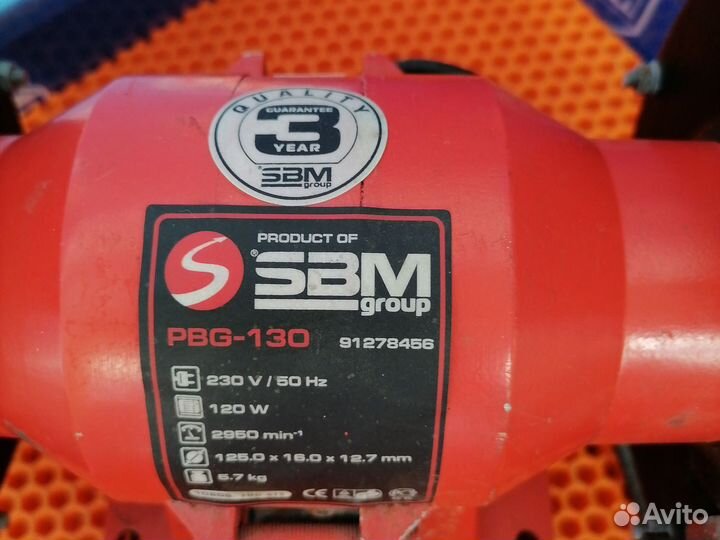 QUALITY
GUARANTEE
3
YEAR
SBM
group
PRODUCT OF
SBM
group
PBG-130 91278456
230 V / 50 Hz
120 W
2950 min⁻¹
125.0 x 16.0 x 12.7 mm
5.7 kg
CE
Avito